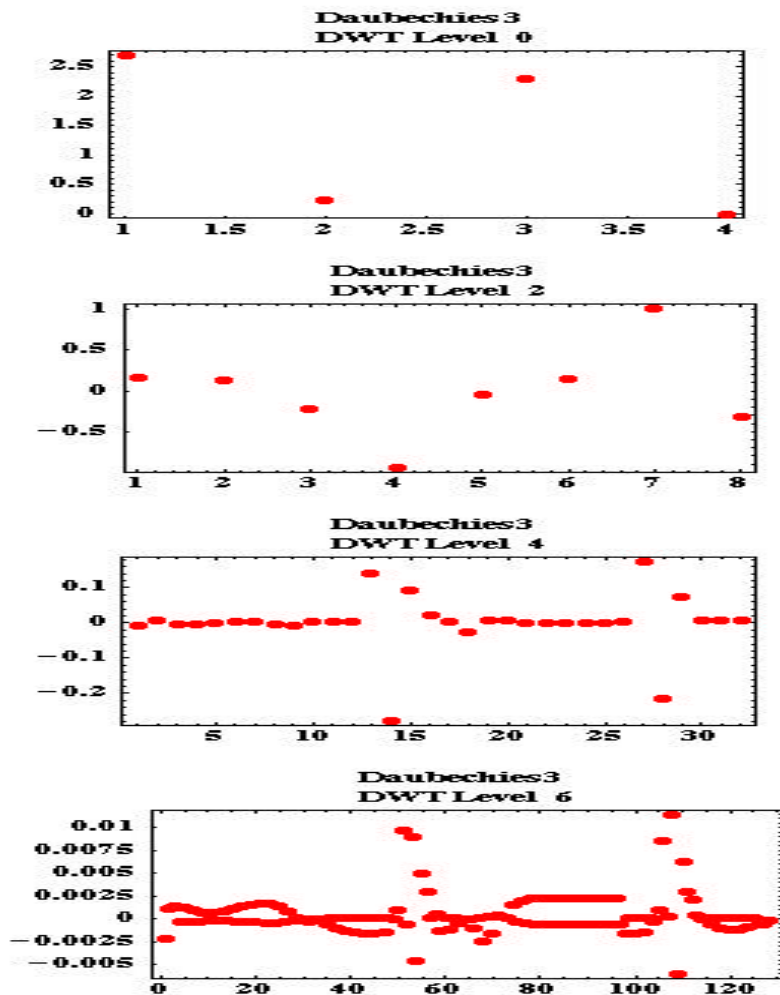 Daubechies3
DWT Level 0
2.5
2
1.5
1
0.5
0
1 1.5 2 2.5 3 3.5 4
Daubechies3
DWT Level 2
1
0.5
0
−0.5
1 2 3 4 5 6 7 8
Daubechies3
DWT Level 4
0.1
0
−0.1
−0.2
5 10 15 20 25 30
Daubechies3
DWT Level 6
0.01
0.0075
0.005
0.0025
0
−0.0025
−0.005
0 20 40 60 80 100 120